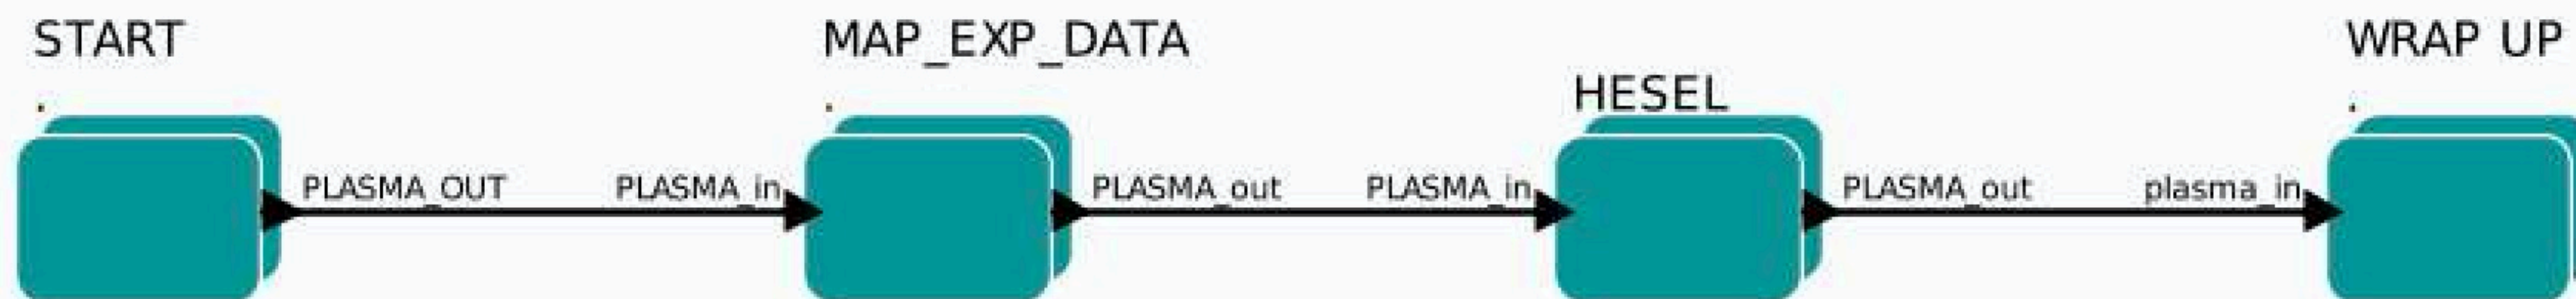 START
.
MAP_EXP_DATA
.
HESEL
WRAP UP
.
PLASMA_OUT
PLASMA_in
PLASMA_out
PLASMA_in
PLASMA_out
plasma_in